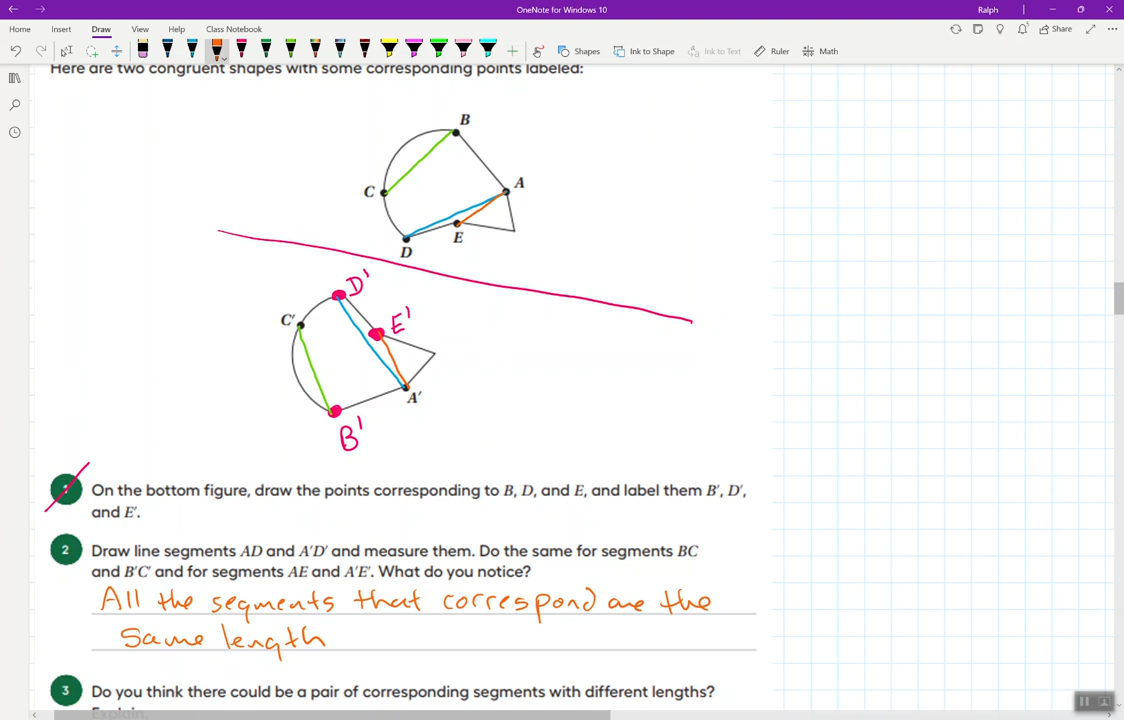 OneNote for Windows 10
Ralph
Home
Insert
Draw
View
Help
Class Notebook
Shapes
Ink to Shape
Ink to Text
Ruler
Math
Share
Here are two congruent shapes with some corresponding points labeled:
B
A
C
E
D
D'
C'
E'
A'
B'
1
On the bottom figure, draw the points corresponding to B, D, and E, and label them B′, D′,
and E′.
2
Draw line segments AD and A′D′ and measure them. Do the same for segments BC
and B′C′ and for segments AE and A′E′. What do you notice?
All the segments that correspond are the
same length
3
Do you think there could be a pair of corresponding segments with different lengths?
Explain.